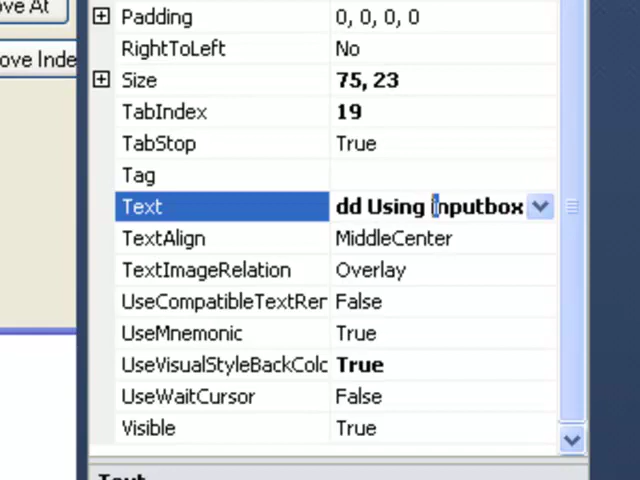 ove At
ove Inde
Padding 0, 0, 0, 0
RightToLeft No
Size 75, 23
TabIndex 19
TabStop True
Tag
Text dd Using inputbox
TextAlign MiddleCenter
TextImageRelation Overlay
UseCompatibleTextRer False
UseMnemonic True
UseVisualStyleBackColc True
UseWaitCursor False
Visible True
Text